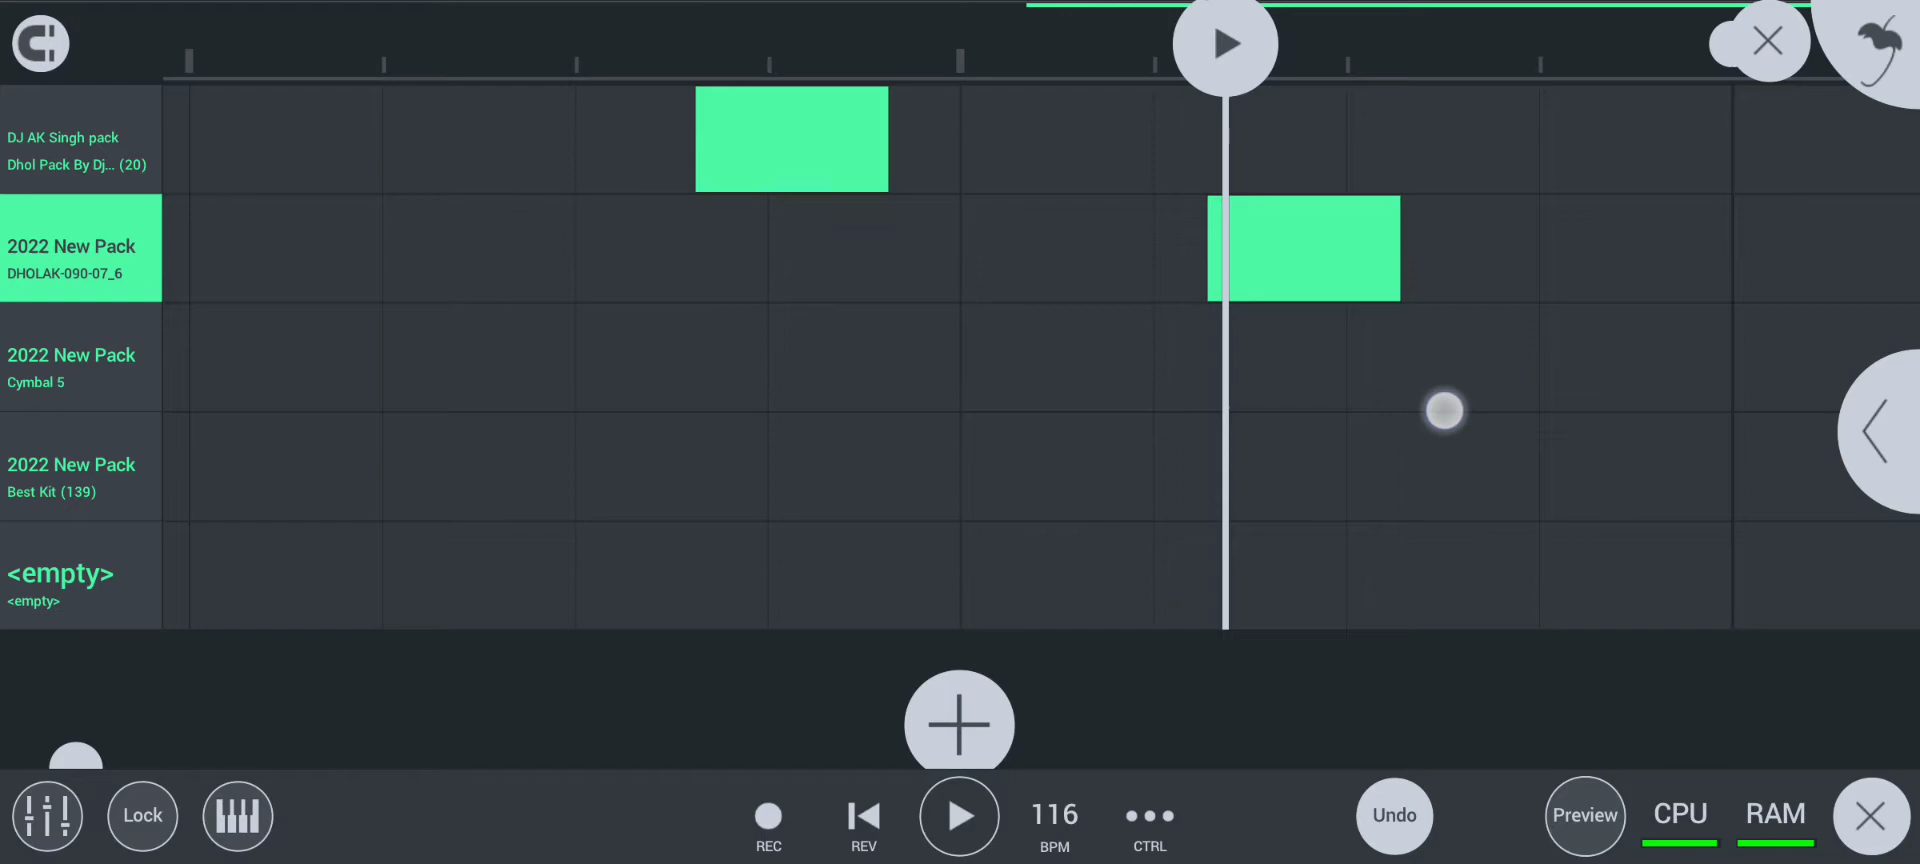 DJ AK Singh pack
Dhol Pack By Dj... (20)
2022 New Pack
DHOLAK-090-07_6
2022 New Pack
Cymbal 5
2022 New Pack
Best Kit (139)
<empty>
<empty>
Lock
REC
REV
116
BPM
CTRL
Undo
Preview
CPU
RAM